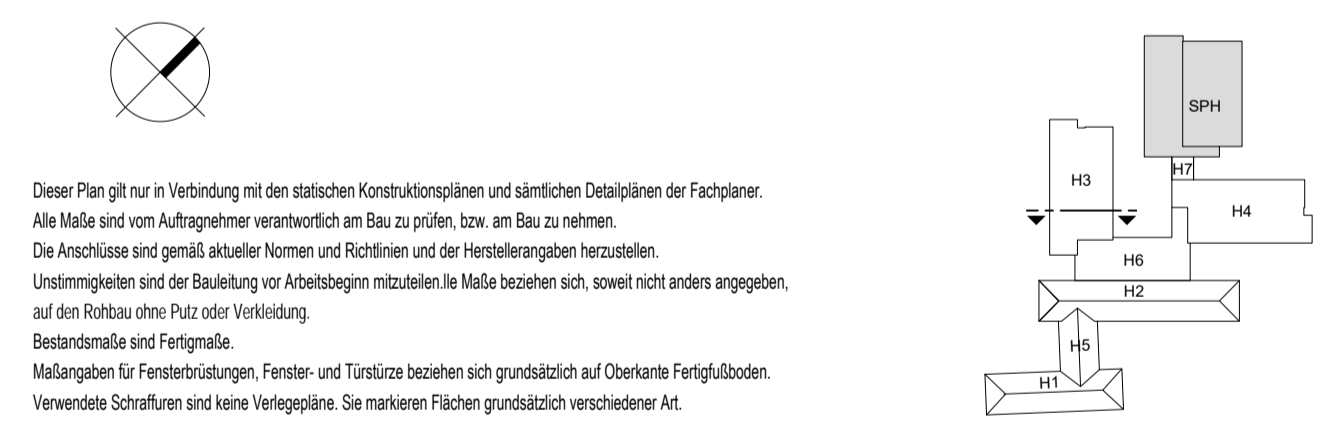 Dieser Plan gilt nur in Verbindung mit den statischen Konstruktionsplänen und sämtlichen Detailplänen der Fachplaner.
Alle Maße sind vom Auftragnehmer verantwortlich am Bau zu prüfen, bzw. am Bau zu nehmen.
Die Anschlüsse sind gemäß aktueller Normen und Richtlinien und der Herstellerangaben herzustellen.
Unstimmigkeiten sind der Bauleitung vor Arbeitsbeginn mitzuteilen.lle Maße beziehen sich, soweit nicht anders angegeben,
auf den Rohbau ohne Putz oder Verkleidung.
Bestandsmaße sind Fertigmaße.
Maßangaben für Fensterbrüstungen, Fenster- und Türstürze beziehen sich grundsätzlich auf Oberkante Fertigfußboden.
Verwendete Schraffuren sind keine Verlegepläne. Sie markieren Flächen grundsätzlich verschiedener Art.
SPH
H7
H3
H4
H6
H2
H5
H1